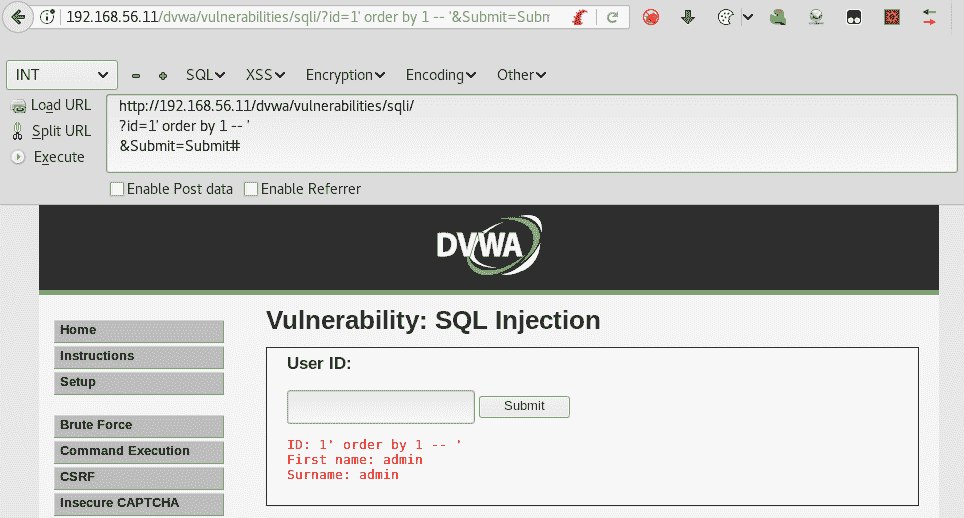 192.168.56.11/dvwa/vulnerabilities/sqli/?id=1' order by 1 -- '&Submit=Subm
INT SQL XSS Encryption Encoding Other
Load URL
Split URL
Execute
http://192.168.56.11/dvwa/vulnerabilities/sqli/
?id=1' order by 1 -- '
&Submit=Submit#
Enable Post data Enable Referrer
DVWA
Home
Instructions
Setup
Brute Force
Command Execution
CSRF
Insecure CAPTCHA
Vulnerability: SQL Injection
User ID:
Submit
ID: 1' order by 1 -- '
First name: admin
Surname: admin